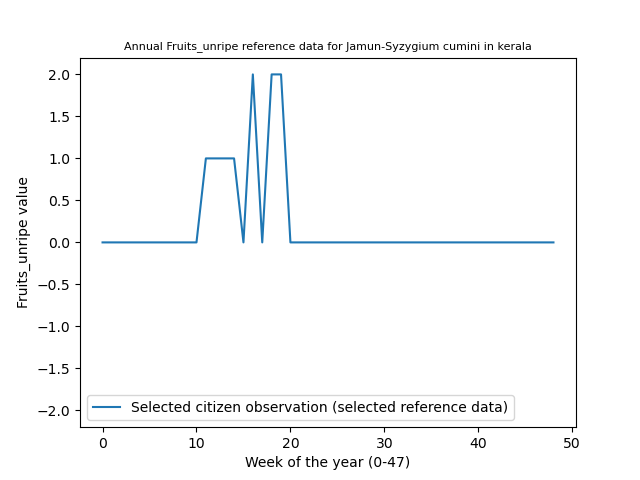 Annual Fruits_unripe reference data for Jamun-Syzygium cumini in kerala
2.0
1.5
1.0
0.5
0.0
−0.5
−1.0
−1.5
−2.0
Fruits_unripe value
Selected citizen observation (selected reference data)
0 10 20 30 40 50
Week of the year (0-47)